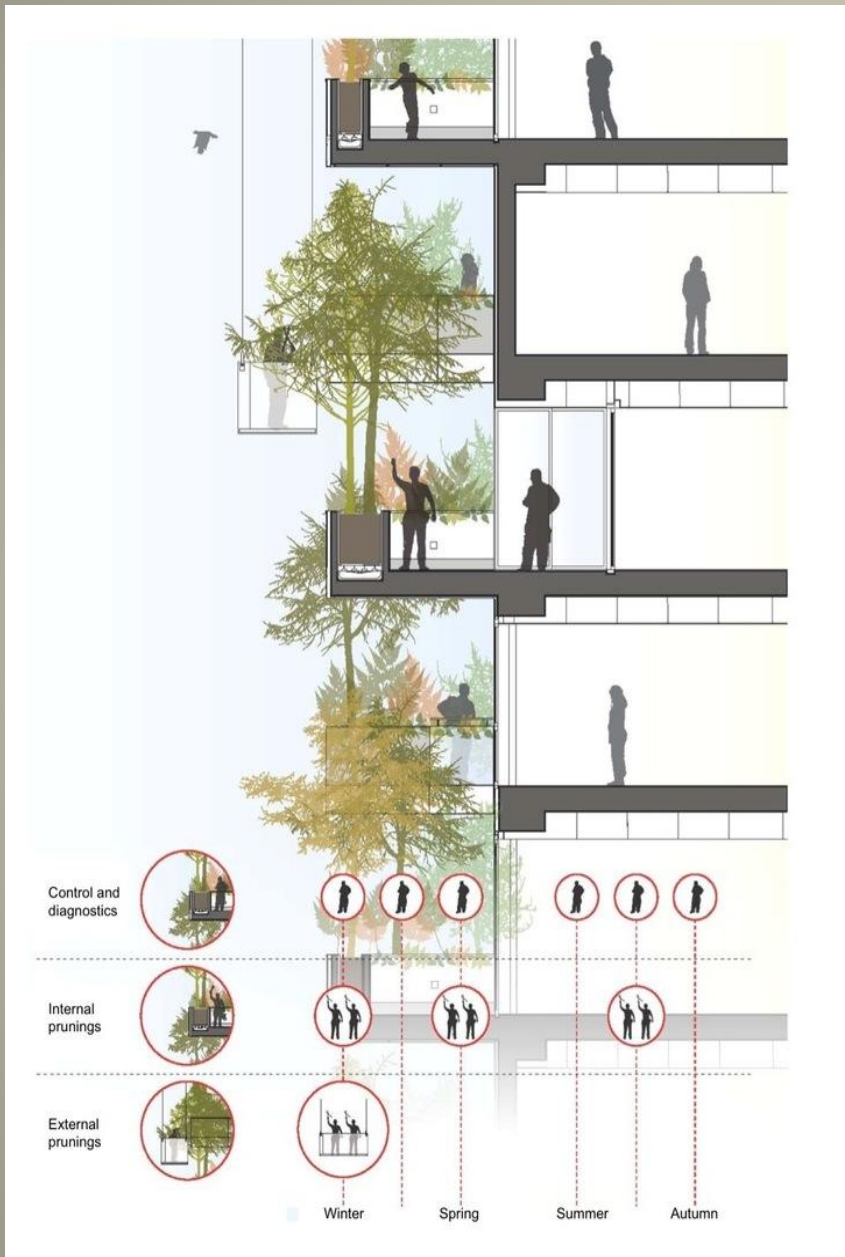 Control and
diagnostics
Internal
prunings
External
prunings
Winter
Spring
Summer
Autumn